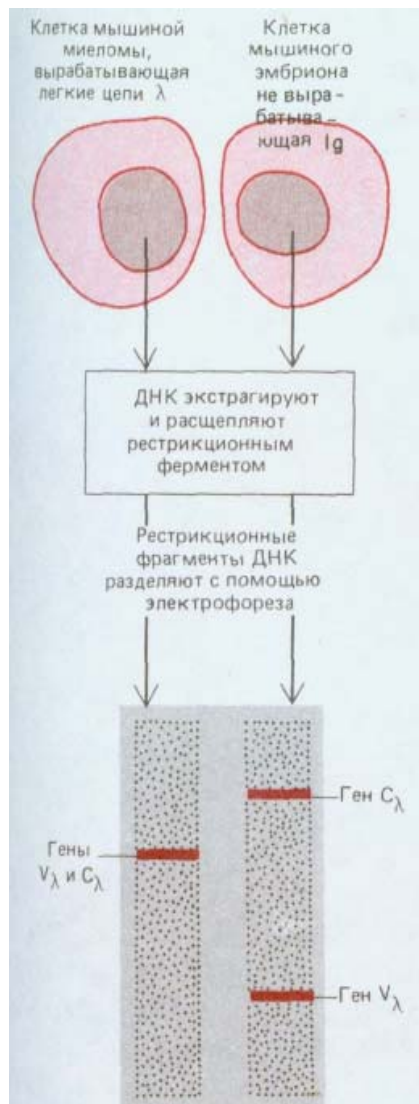 Клетка мышиной
миеломы,
вырабатывающая
легкие цепи λ
Клетка
мышиного
эмбриона
не выра-
батыва-
ющая Ig
ДНК экстрагируют
и расщепляют
рестрикционным
ферментом
Рестрикционные
фрагменты ДНК
разделяют с помощью
электрофореза
Ген Cλ
Гены
Vλ и Cλ
Ген Vλ